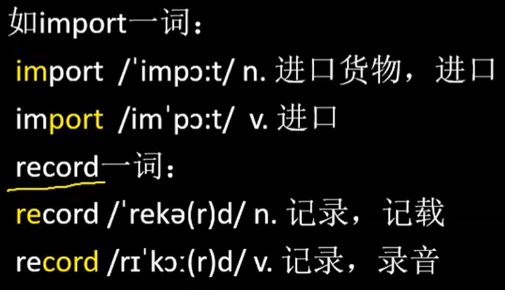 如import一词：
import /ˈimpɔ:t/ n. 进口货物，进口
import /imˈpɔ:t/ v. 进口
record一词：
record /ˈrekə(r)d/ n. 记录，记载
record /rɪˈkɔː(r)d/ v. 记录，录音